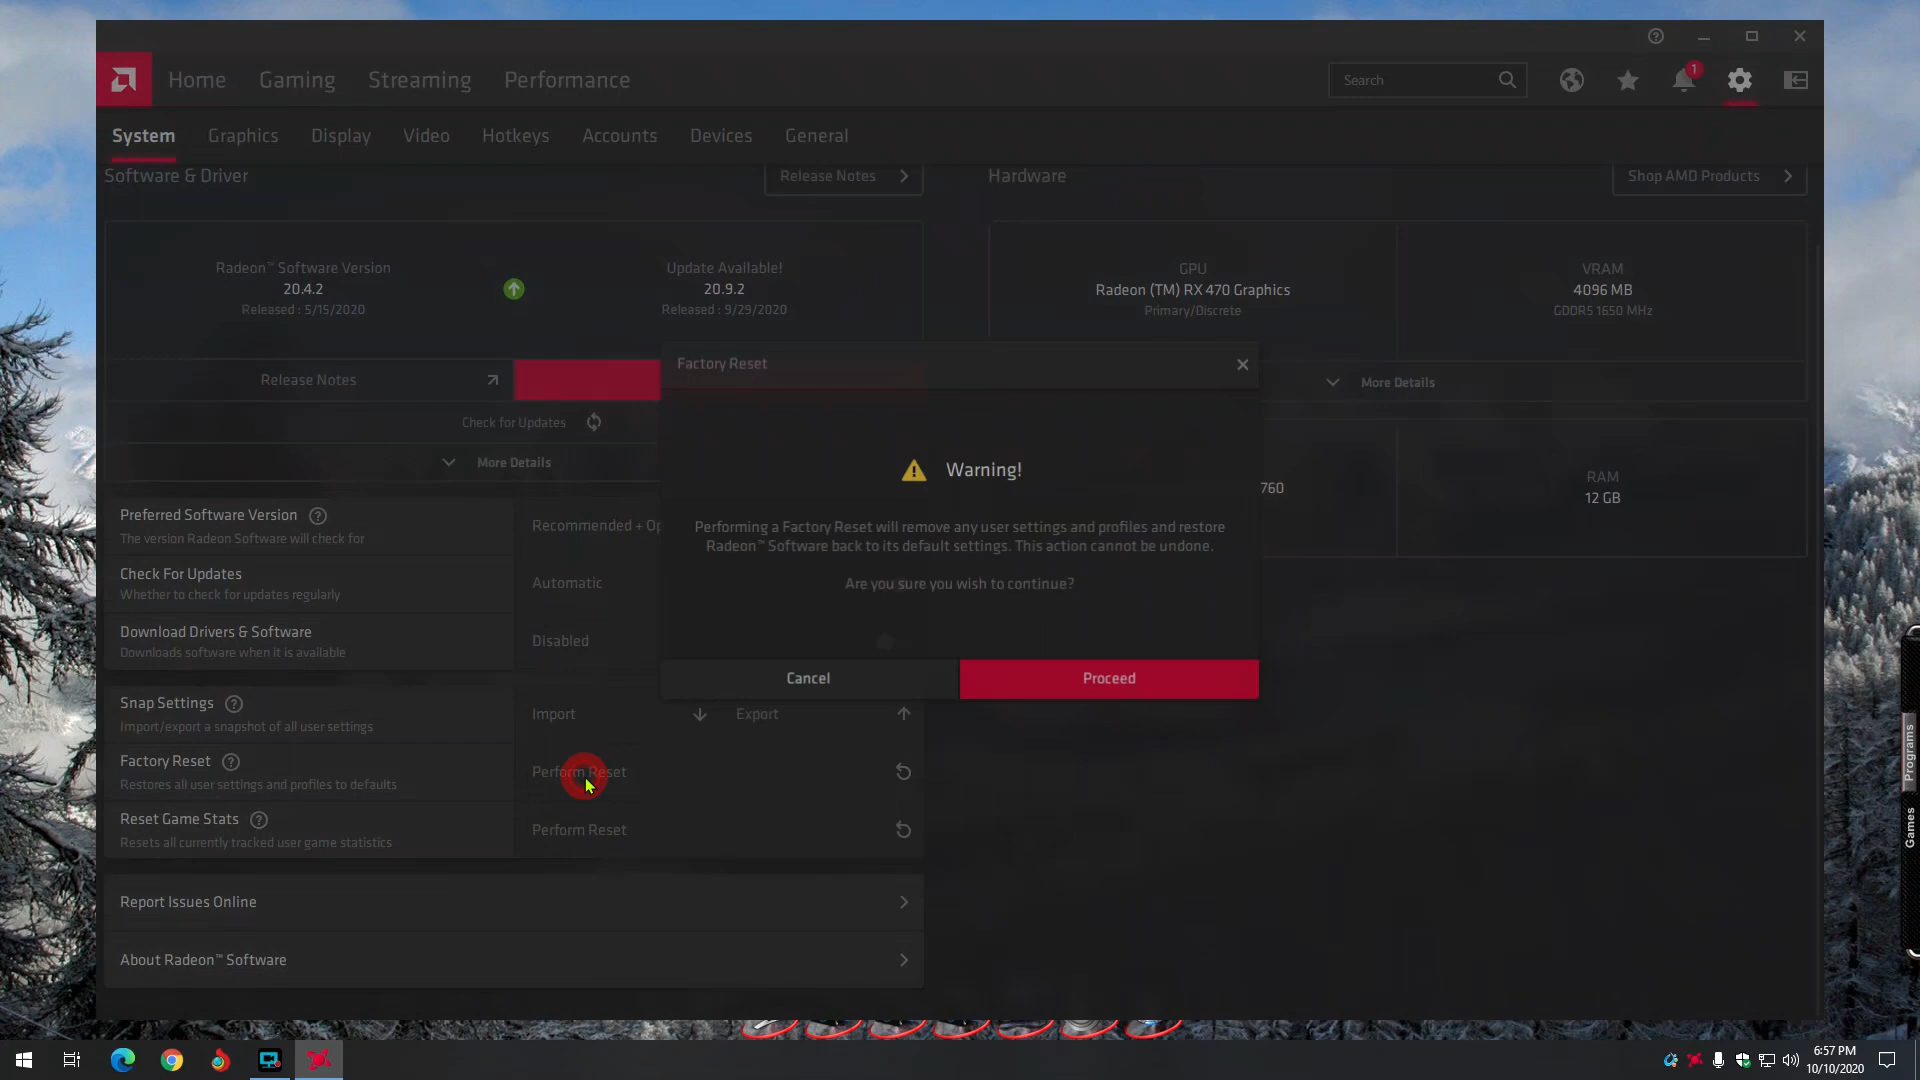 Home
Gaming
Streaming
Performance
Search
1
System
Graphics
Display
Video
Hotkeys
Accounts
Devices
General
Software & Driver
Release Notes
Hardware
Shop AMD Products
Radeon™ Software Version
20.4.2
Released : 5/15/2020
Update Available!
20.9.2
Released : 9/29/2020
GPU
Radeon (TM) RX 470 Graphics
Primary/Discrete
VRAM
4096 MB
GDDR5 1650 MHz
Release Notes
Check for Updates
More Details
More Details
760
RAM
12 GB
Factory Reset
Warning!
Performing a Factory Reset will remove any user settings and profiles and restore
Radeon™ Software back to its default settings. This action cannot be undone.
Are you sure you wish to continue?
Cancel
Proceed
Preferred Software Version
The version Radeon Software will check for
Recommended + Op
Check For Updates
Whether to check for updates regularly
Automatic
Download Drivers & Software
Downloads software when it is available
Disabled
Snap Settings
Import/export a snapshot of all user settings
Import
Export
Factory Reset
Restores all user settings and profiles to defaults
Perform Reset
Reset Game Stats
Resets all currently tracked user game statistics
Perform Reset
Report Issues Online
About Radeon™ Software
Programs
Games
6:57 PM
10/10/2020